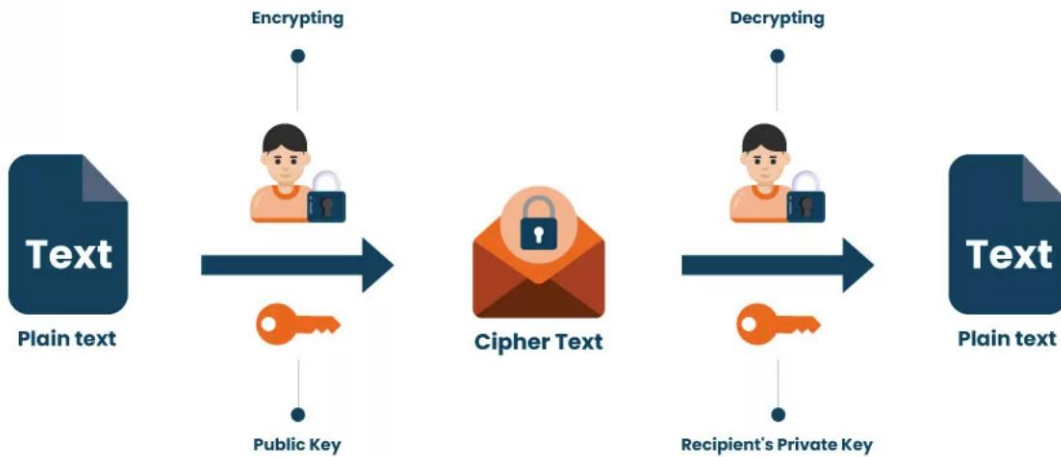 Encrypting
Decrypting
Text
Text
Plain text
Cipher Text
Plain text
Public Key
Recipient's Private Key